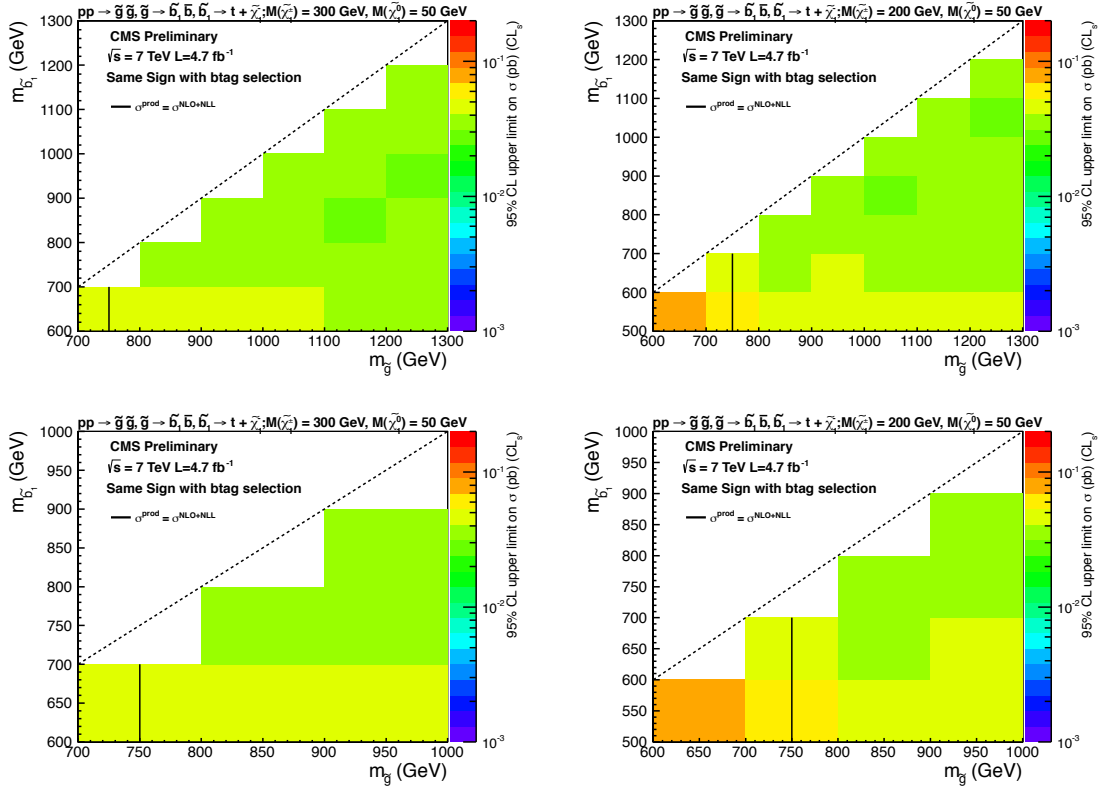 pp → g̃ g̃, g̃ → b̃₁ b̄, b̃₁ → t + χ̃₁⁻;M(χ̃₁±) = 300 GeV, M(χ̃₁⁰) = 50 GeV
CMS Preliminary
√s = 7 TeV L=4.7 fb⁻¹
Same Sign with btag selection
σ^prod = σ^NLO+NLL
m_b̃₁ (GeV)
1300
1200
1100
1000
900
800
700
600
700 800 900 1000 1100 1200 1300
m_g̃ (GeV)
10⁻¹
10⁻²
10⁻³
95% CL upper limit on σ (pb) (CLₛ)
pp → g̃ g̃, g̃ → b̃₁ b̄, b̃₁ → t + χ̃₁⁻;M(χ̃₁±) = 200 GeV, M(χ̃₁⁰) = 50 GeV
CMS Preliminary
√s = 7 TeV L=4.7 fb⁻¹
Same Sign with btag selection
σ^prod = σ^NLO+NLL
m_b̃₁ (GeV)
1300
1200
1100
1000
900
800
700
600
500
600 700 800 900 1000 1100 1200 1300
m_g̃ (GeV)
10⁻¹
10⁻²
10⁻³
95% CL upper limit on σ (pb) (CLₛ)
pp → g̃ g̃, g̃ → b̃₁ b̄, b̃₁ → t + χ̃₁⁻;M(χ̃₁±) = 300 GeV, M(χ̃₁⁰) = 50 GeV
CMS Preliminary
√s = 7 TeV L=4.7 fb⁻¹
Same Sign with btag selection
σ^prod = σ^NLO+NLL
m_b̃₁ (GeV)
1000
950
900
850
800
750
700
650
600
700 750 800 850 900 950 1000
m_g̃ (GeV)
10⁻¹
10⁻²
10⁻³
95% CL upper limit on σ (pb) (CLₛ)
pp → g̃ g̃, g̃ → b̃₁ b̄, b̃₁ → t + χ̃₁⁻;M(χ̃₁±) = 200 GeV, M(χ̃₁⁰) = 50 GeV
CMS Preliminary
√s = 7 TeV L=4.7 fb⁻¹
Same Sign with btag selection
σ^prod = σ^NLO+NLL
m_b̃₁ (GeV)
1000
950
900
850
800
750
700
650
600
550
500
600 650 700 750 800 850 900 950 1000
m_g̃ (GeV)
10⁻¹
10⁻²
10⁻³
95% CL upper limit on σ (pb) (CLₛ)